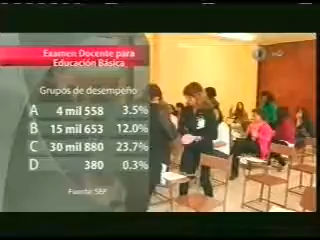 Examen Docente para
Educación Básica
Grupos de desempeño
A 4 mil 558 3.5%
B 15 mil 653 12.0%
C 30 mil 880 23.7%
D 380 0.3%
Fuente: SEP